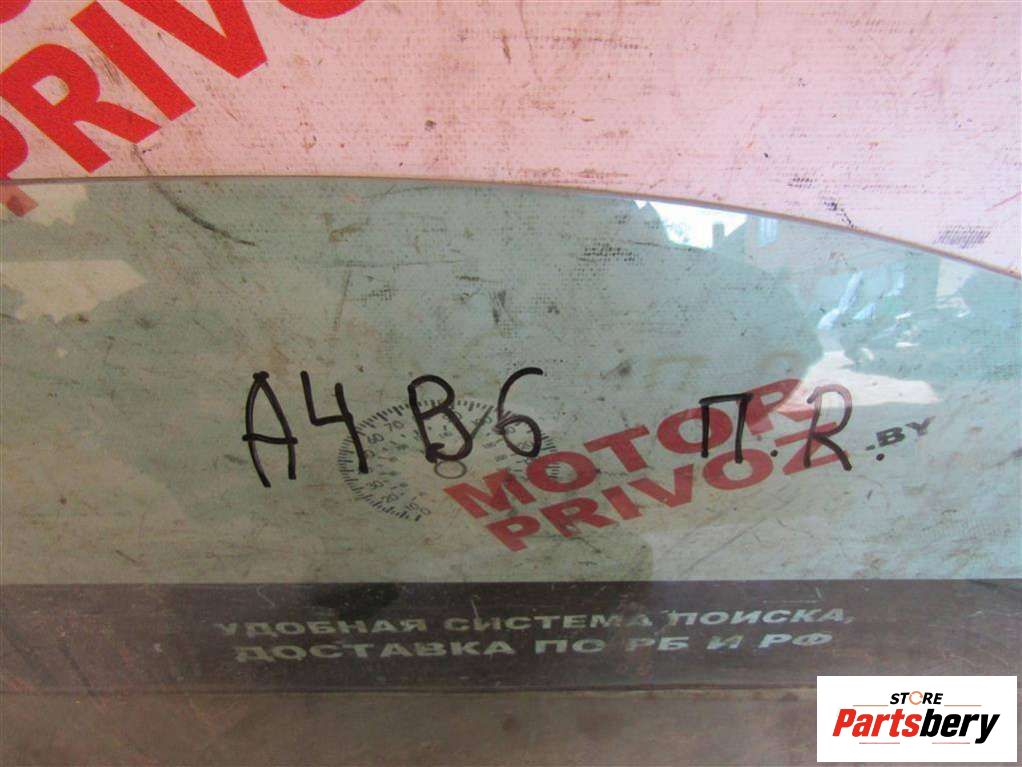 PRIVO
A4 B6 П.R.
MOTOR
PRIVOZ.BY
УДОБНАЯ СИСТЕМА ПОИСКА,
ДОСТАВКА ПО РБ И РФ
STORE
Partsbery